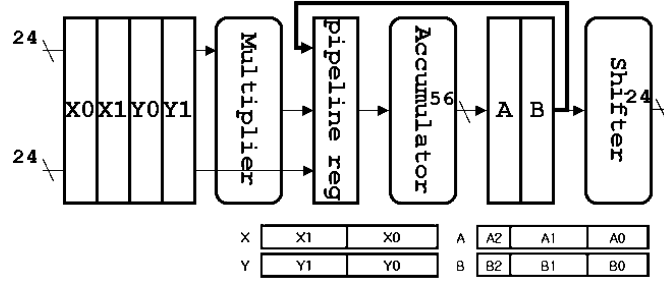 24
24
X0 X1 Y0 Y1
Multiplier
pipeline reg
Accumulator
56
A B
Shifter
24
X X1 X0 A A2 A1 A0
Y Y1 Y0 B B2 B1 B0